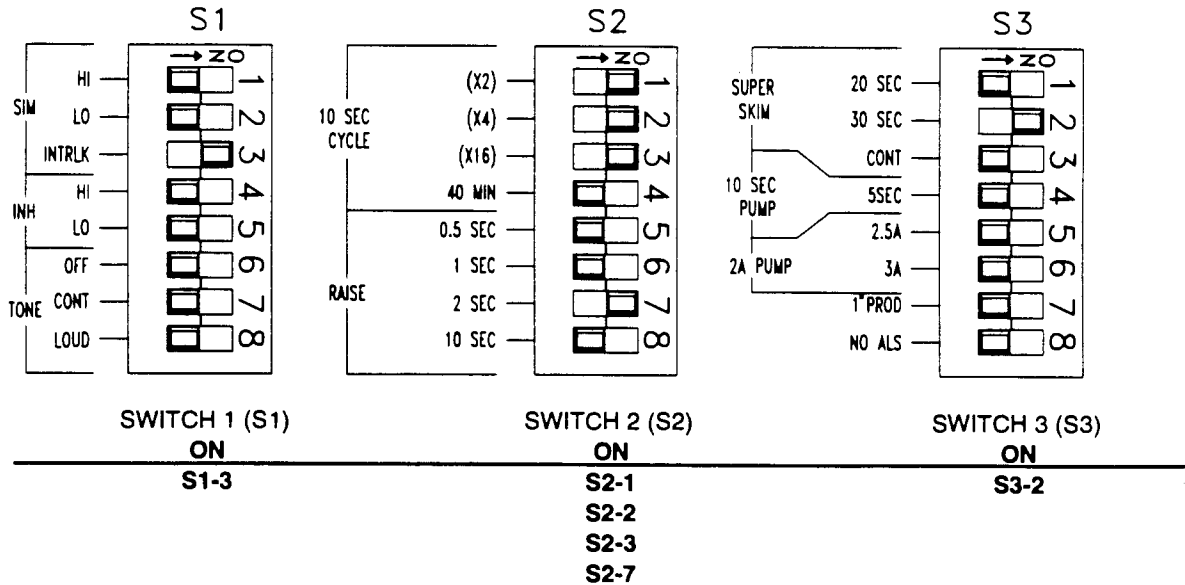 S1
→ NO
SIM
HI
LO
INTRLK
INH
HI
LO
TONE
OFF
CONT
LOUD
1
2
3
4
5
6
7
8
S2
→ NO
10 SEC
CYCLE
(X2)
(X4)
(X16)
40 MIN
RAISE
0.5 SEC
1 SEC
2 SEC
10 SEC
1
2
3
4
5
6
7
8
S3
→ NO
SUPER
SKIM
20 SEC
30 SEC
CONT
10 SEC
PUMP
5SEC
2.5A
2A PUMP
3A
1"PROD
NO ALS
1
2
3
4
5
6
7
8
SWITCH 1 (S1)
ON
S1-3
SWITCH 2 (S2)
ON
S2-1
S2-2
S2-3
S2-7
SWITCH 3 (S3)
ON
S3-2